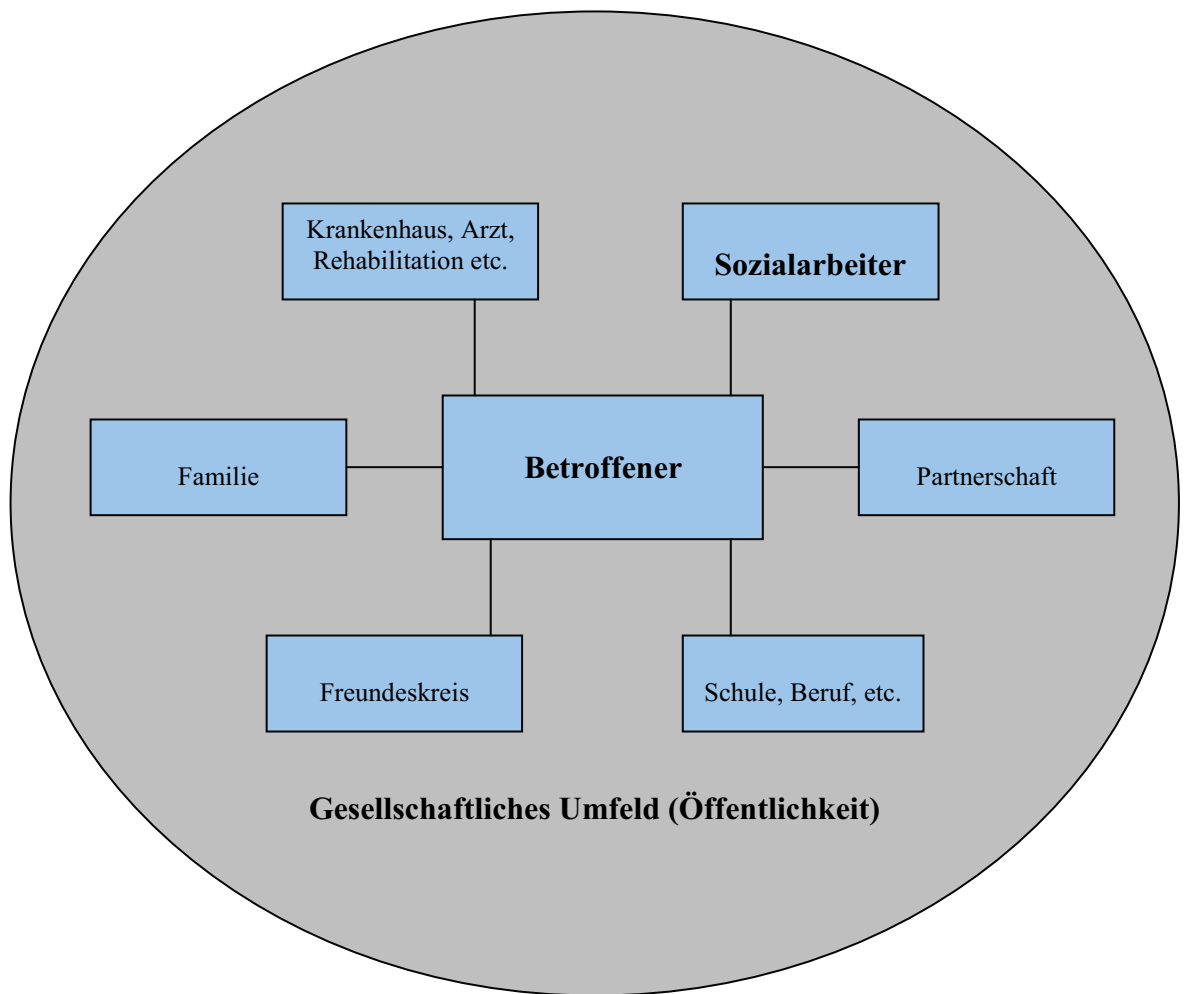 Krankenhaus, Arzt,
Rehabilitation etc.
Sozialarbeiter
Familie
Betroffener
Partnerschaft
Freundeskreis
Schule, Beruf, etc.
Gesellschaftliches Umfeld (Öffentlichkeit)